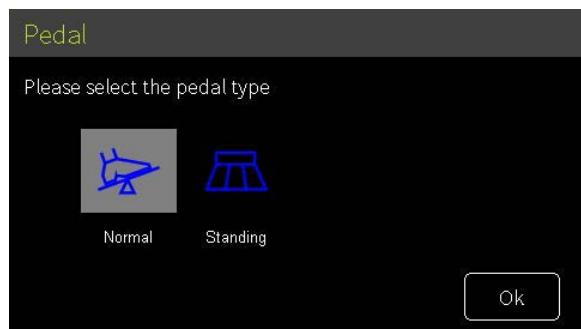 Pedal
Please select the pedal type
Normal
Standing
Ok